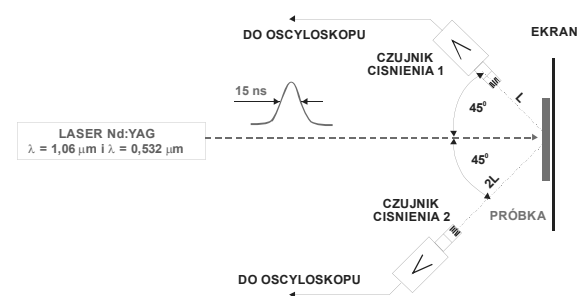 DO OSCYLOSKOPU
EKRAN
CZUJNIK
CISNIENIA 1
L
15 ns
45⁰
LASER Nd:YAG
λ = 1,06 μm i λ = 0,532 μm
45⁰
2L
CZUJNIK
CISNIENIA 2
PRÓBKA
DO OSCYLOSKOPU